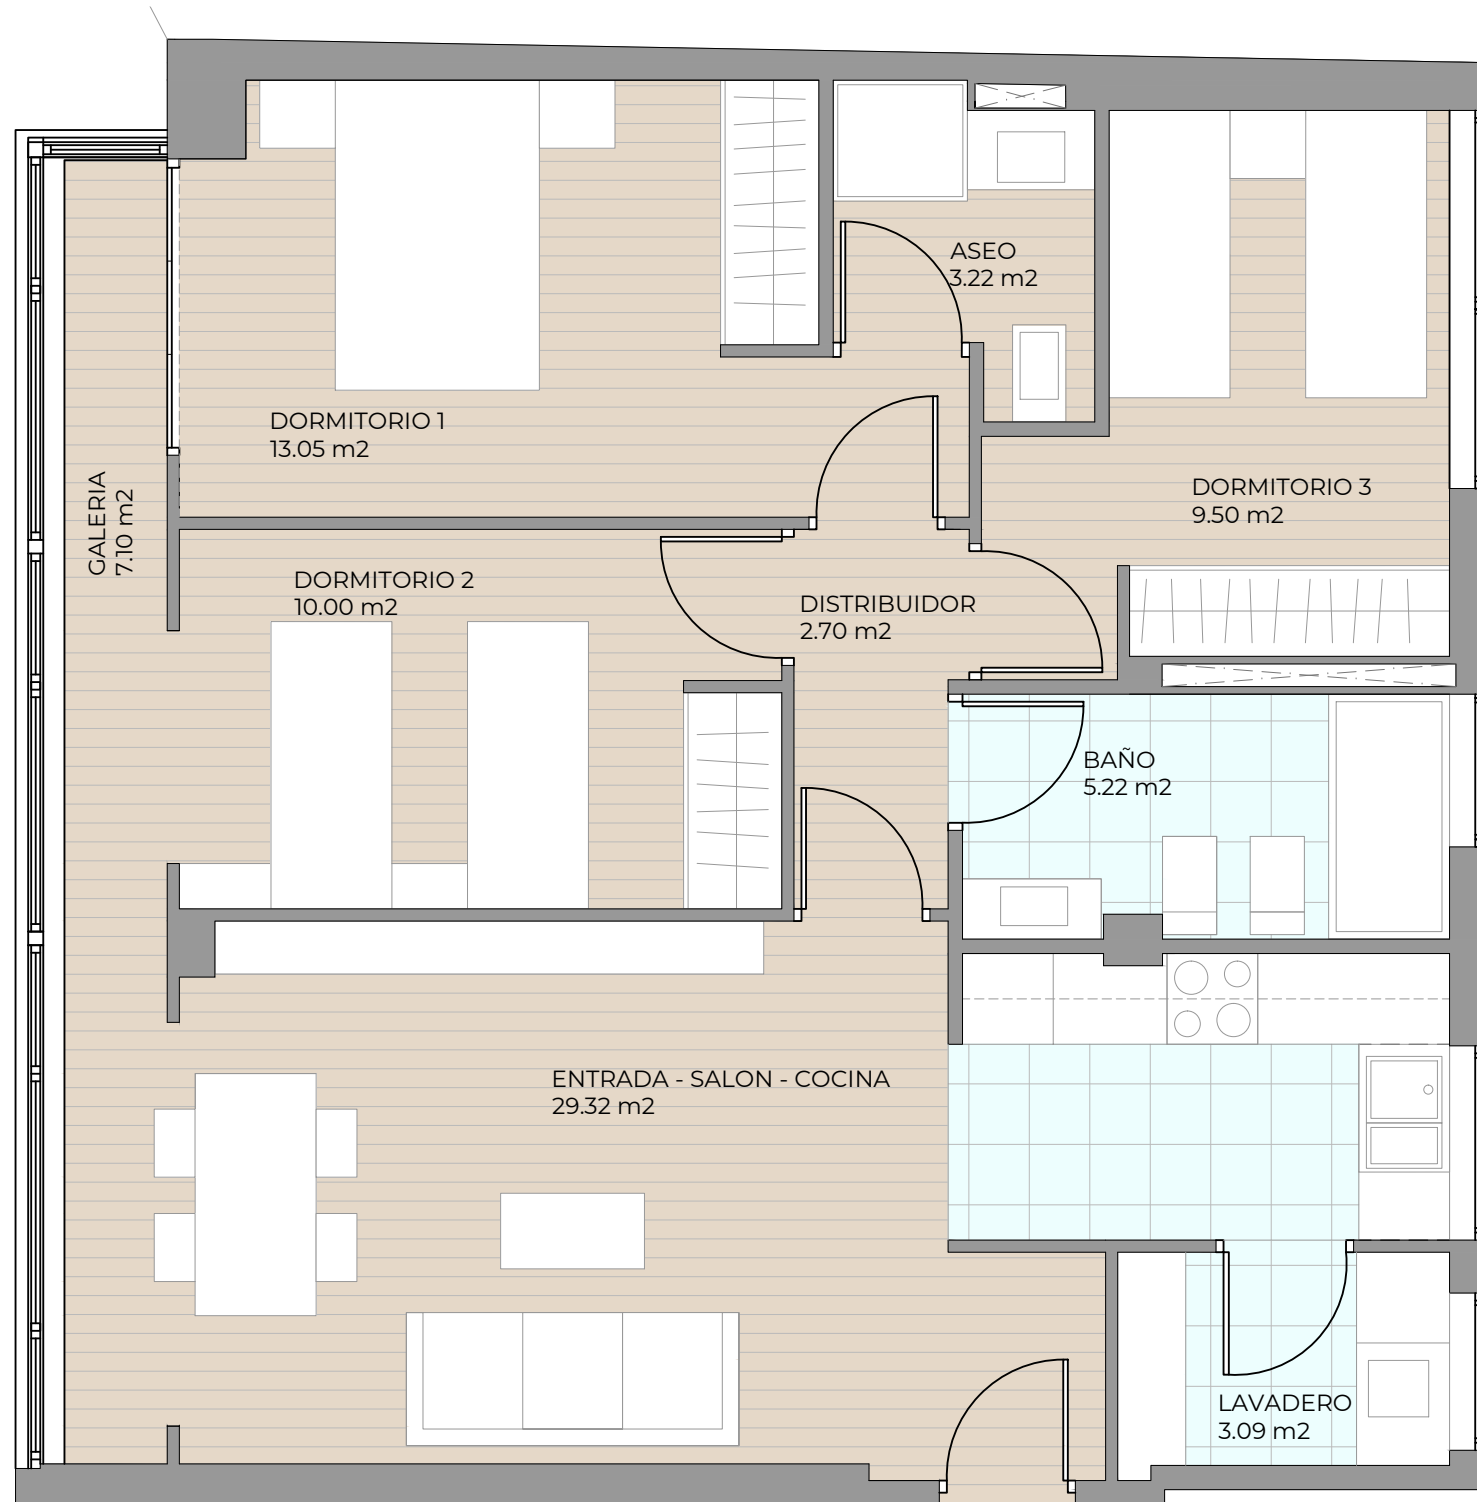 ASEO
3.22 m2
DORMITORIO 1
13.05 m2
GALERIA
7.10 m2
DORMITORIO 3
9.50 m2
DORMITORIO 2
10.00 m2
DISTRIBUIDOR
2.70 m2
BAÑO
5.22 m2
ENTRADA - SALON - COCINA
29.32 m2
LAVADERO
3.09 m2